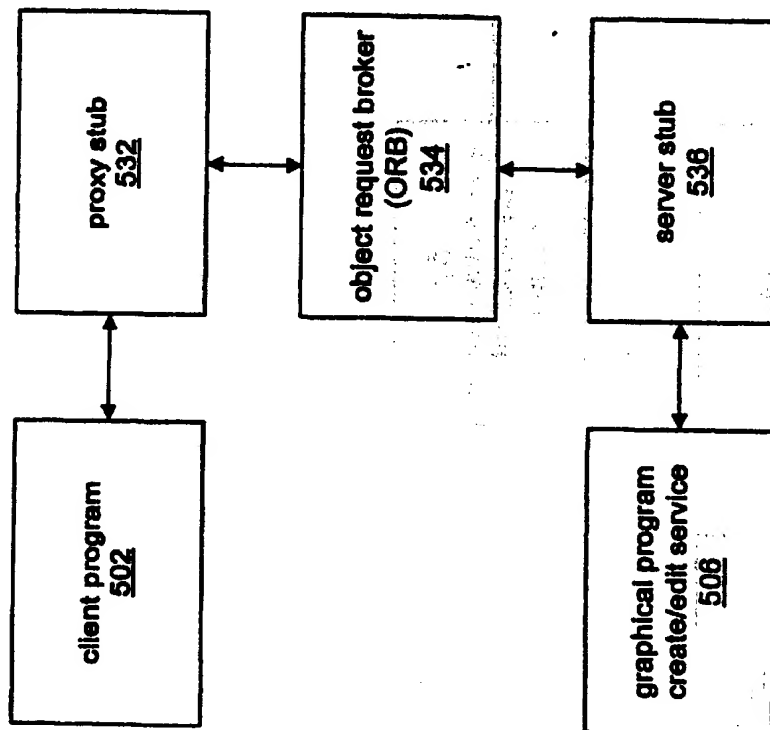 client program
502
proxy stub
532
object request broker
(ORB)
534
server stub
536
graphical program
create/edit service
506